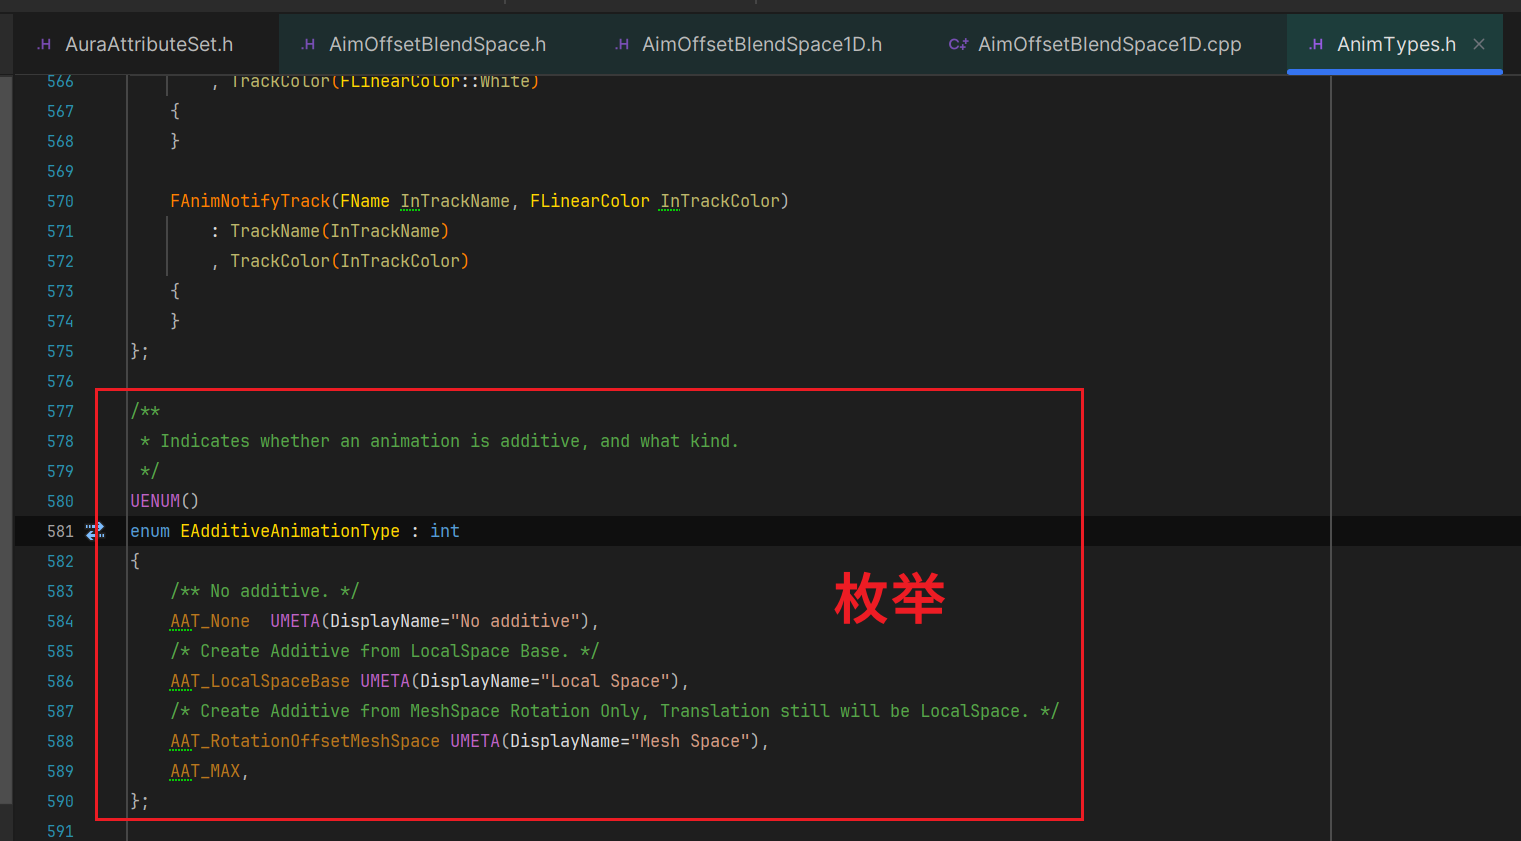 .H AuraAttributeSet.h .H AimOffsetBlendSpace.h .H AimOffsetBlendSpace1D.h C++ AimOffsetBlendSpace1D.cpp .H AnimTypes.h ×
566 , TrackColor(FLinearColor::White)
567 {
568 }
569
570 FAnimNotifyTrack(FName InTrackName, FLinearColor InTrackColor)
571 : TrackName(InTrackName)
572 , TrackColor(InTrackColor)
573 {
574 }
575 };
576
577 /**
578 * Indicates whether an animation is additive, and what kind.
579 */
580 UENUM()
581 enum EAdditiveAnimationType : int
582 {
583 /** No additive. */
584 AAT_None UMETA(DisplayName="No additive"),
585 /* Create Additive from LocalSpace Base. */
586 AAT_LocalSpaceBase UMETA(DisplayName="Local Space"),
587 /* Create Additive from MeshSpace Rotation Only, Translation still will be LocalSpace. */
588 AAT_RotationOffsetMeshSpace UMETA(DisplayName="Mesh Space"),
589 AAT_MAX,
590 };
591
枚举